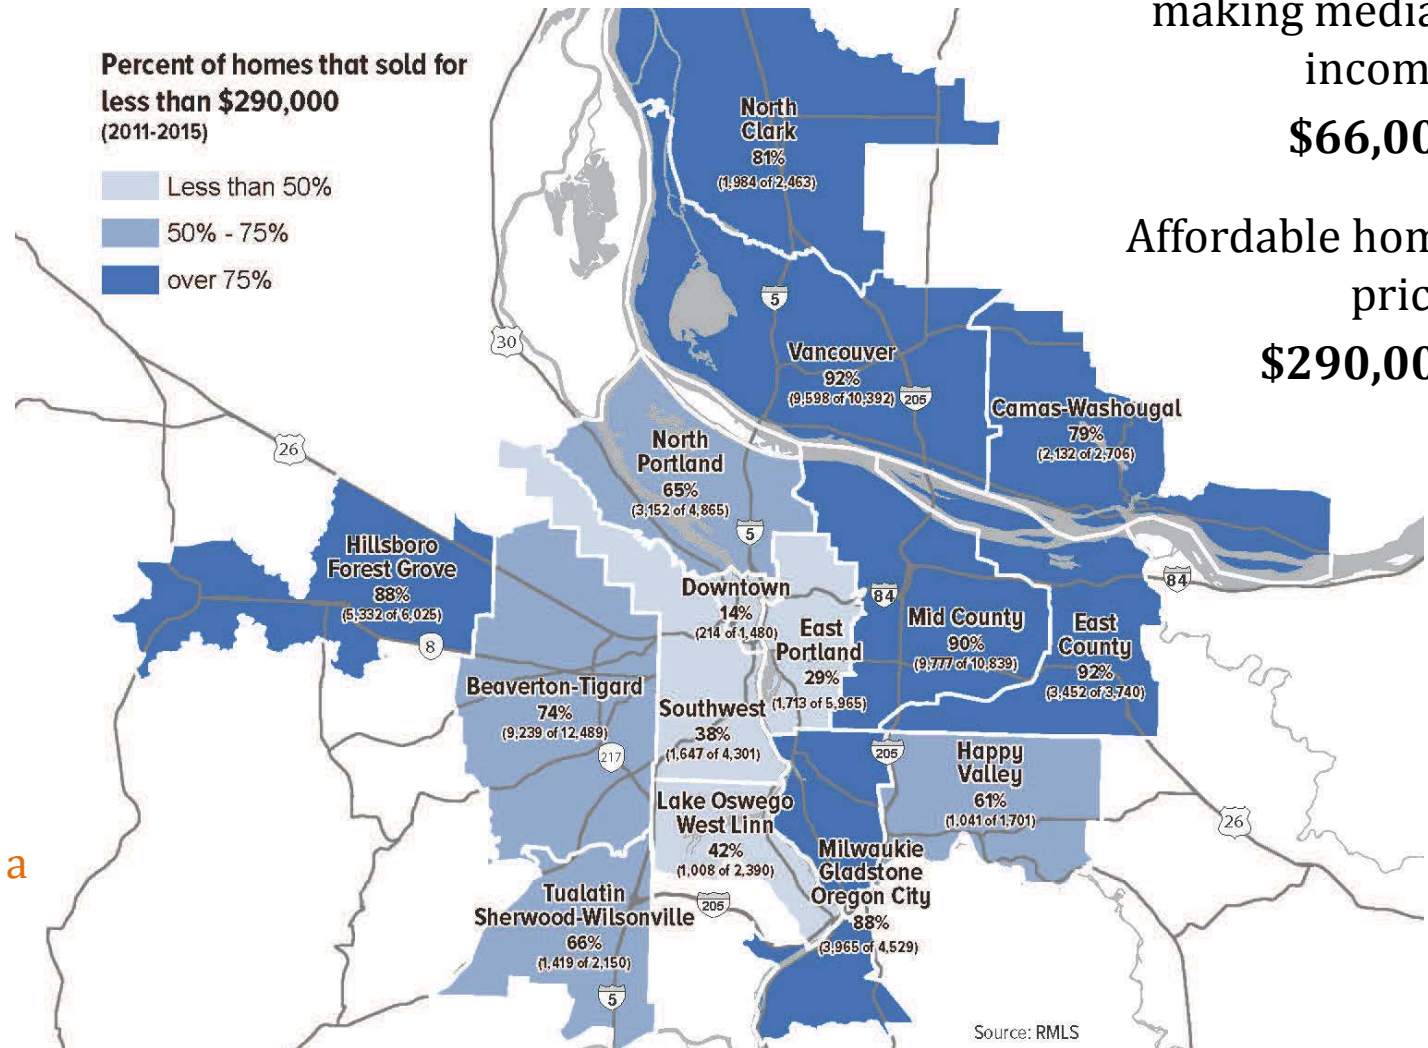 making media
incom
$66,00
Affordable hom
pric
$290,00
Percent of homes that sold for
less than $290,000
(2011-2015)
Less than 50%
50% - 75%
over 75%
North
Clark
81%
(1,984 of 2,463)
5
30
Vancouver
92%
(9,598 of 10,392)
205
Camas-Washougal
79%
(2,132 of 2,706)
26
North
Portland
65%
(3,152 of 4,865)
5
Hillsboro
Forest Grove
88%
(5,332 of 6,025)
8
Downtown
14%
(214 of 1,480)
84
84
East
Portland
29%
(1,713 of 5,965)
Mid County
90%
(9,777 of 10,839)
East
County
92%
(3,452 of 3,740)
Beaverton-Tigard
74%
(9,239 of 12,489)
217
Southwest
38%
(1,647 of 4,301)
205
Happy
Valley
61%
(1,041 of 1,701)
26
Lake Oswego
West Linn
42%
(1,008 of 2,390)
Milwaukie
Gladstone
Oregon City
88%
(3,965 of 4,529)
a
Tualatin
Sherwood-Wilsonville
66%
(1,419 of 2,150)
205
5
Source: RMLS